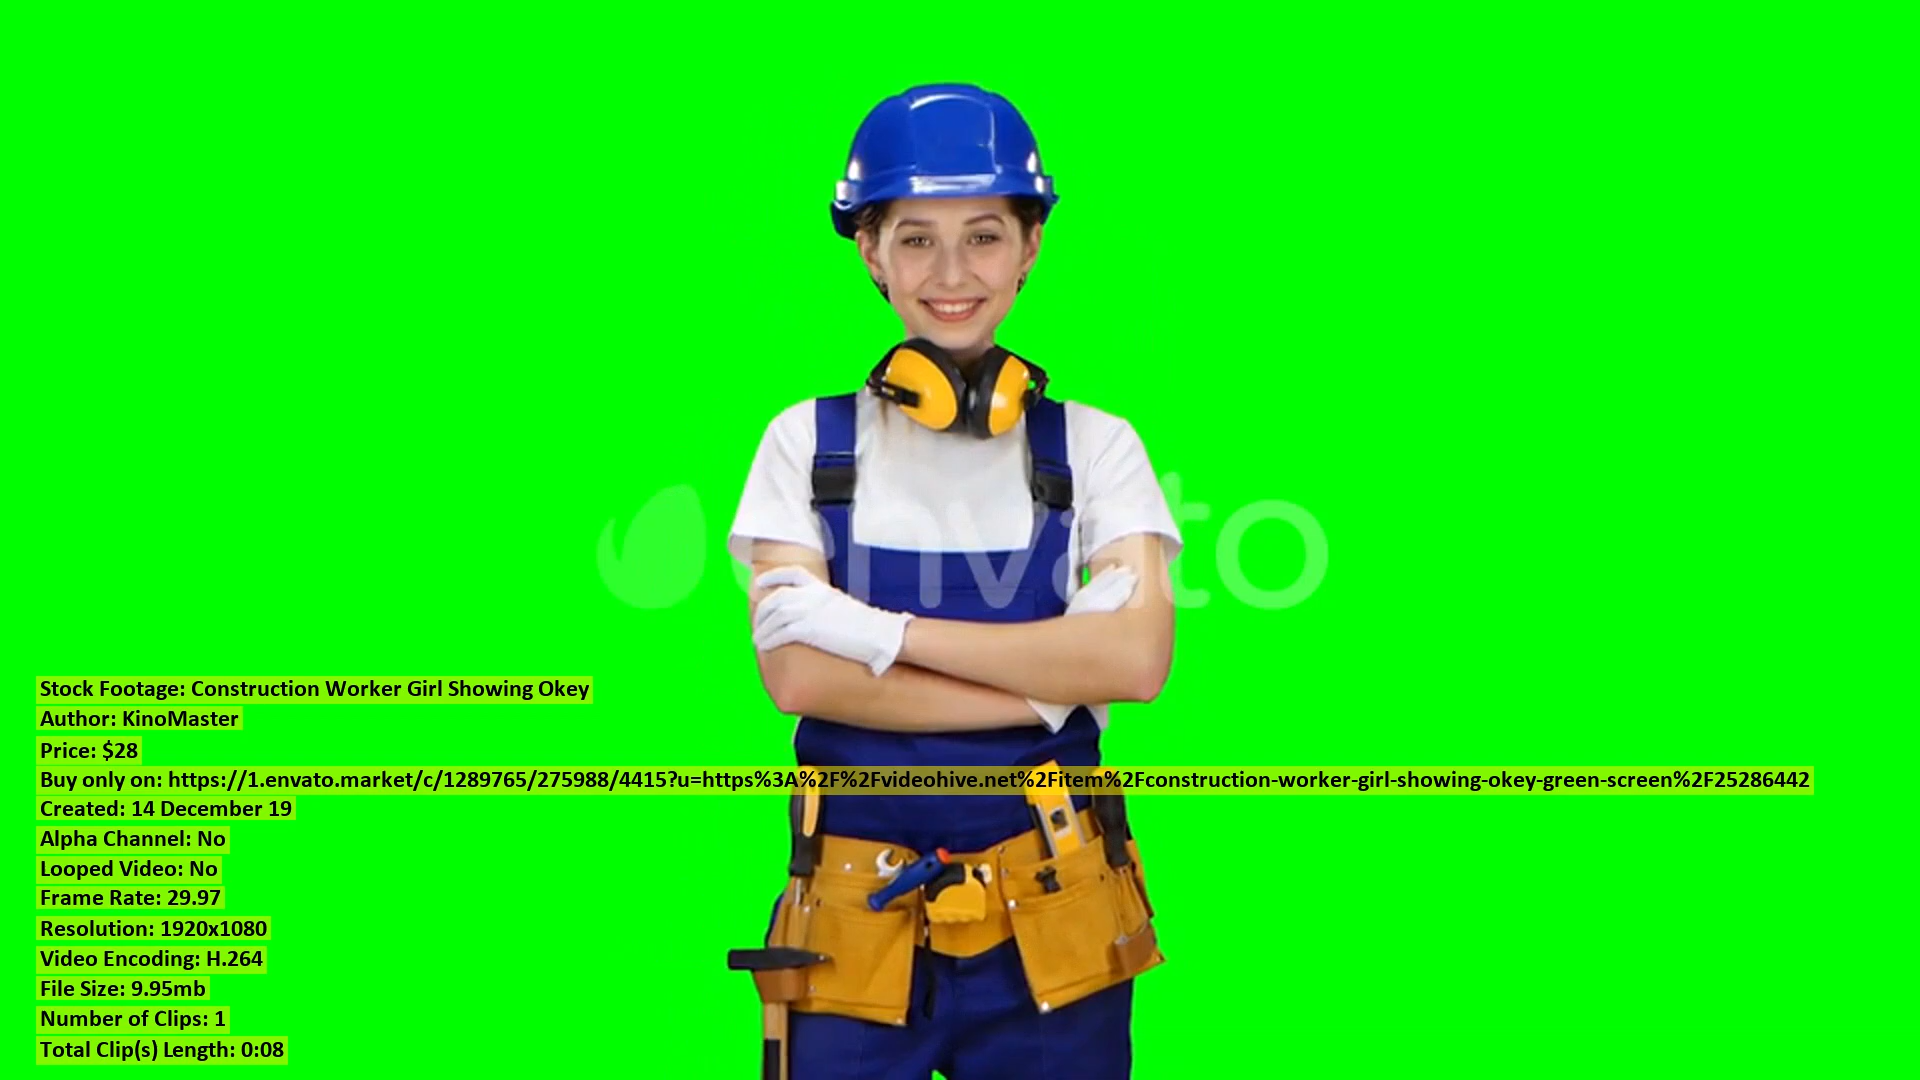 envato
Stock Footage: Construction Worker Girl Showing Okey
Author: KinoMaster
Price: $28
Buy only on: https://1.envato.market/c/1289765/275988/4415?u=https%3A%2F%2Fvideohive.net%2Fitem%2Fconstruction-worker-girl-showing-okey-green-screen%2F25286442
Created: 14 December 19
Alpha Channel: No
Looped Video: No
Frame Rate: 29.97
Resolution: 1920x1080
Video Encoding: H.264
File Size: 9.95mb
Number of Clips: 1
Total Clip(s) Length: 0:08